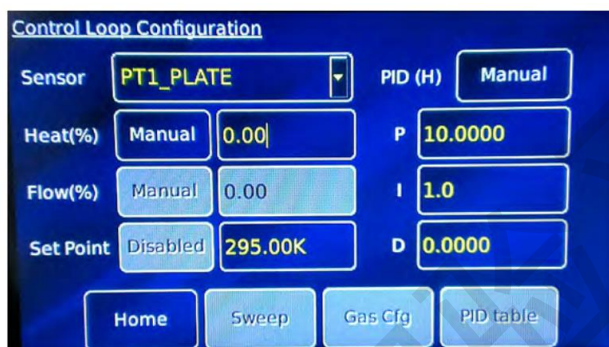 Control Loop Configuration
Sensor PT1_PLATE PID (H) Manual
Heat(%) Manual 0.00 P 10.0000
Flow(%) Manual 0.00 I 1.0
Set Point Disabled 295.00K D 0.0000
Home Sweep Gas Cfg PID table